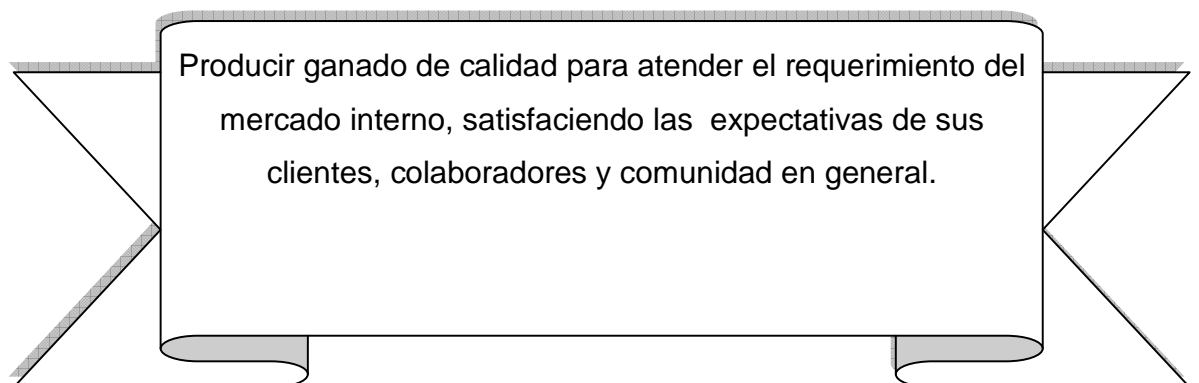 Producir ganado de calidad para atender el requerimiento del
mercado interno, satisfaciendo las  expectativas de sus
clientes, colaboradores y comunidad en general.